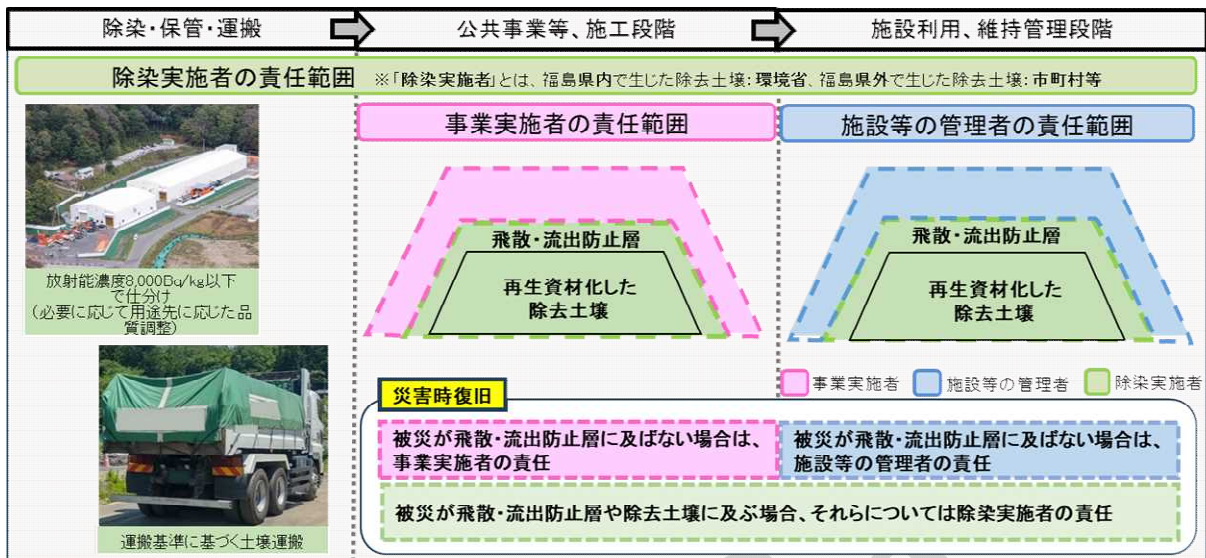 除染・保管・運搬
公共事業等、施工段階
施設利用、維持管理段階
除染実施者の責任範囲 ※「除染実施者」とは、福島県内で生じた除去土壌：環境省、福島県外で生じた除去土壌：市町村等
放射能濃度8,000Bq/kg以下
で仕分け
（必要に応じて用途先に応じた品
質調整）
運搬基準に基づく土壌運搬
事業実施者の責任範囲
飛散・流出防止層
再生資材化した
除去土壌
施設等の管理者の責任範囲
飛散・流出防止層
再生資材化した
除去土壌
事業実施者 施設等の管理者 除染実施者
災害時復旧
被災が飛散・流出防止層に及ばない場合は、
事業実施者の責任
被災が飛散・流出防止層に及ばない場合は、
施設等の管理者の責任
被災が飛散・流出防止層や除去土壌に及ぶ場合、それらについては除染実施者の責任